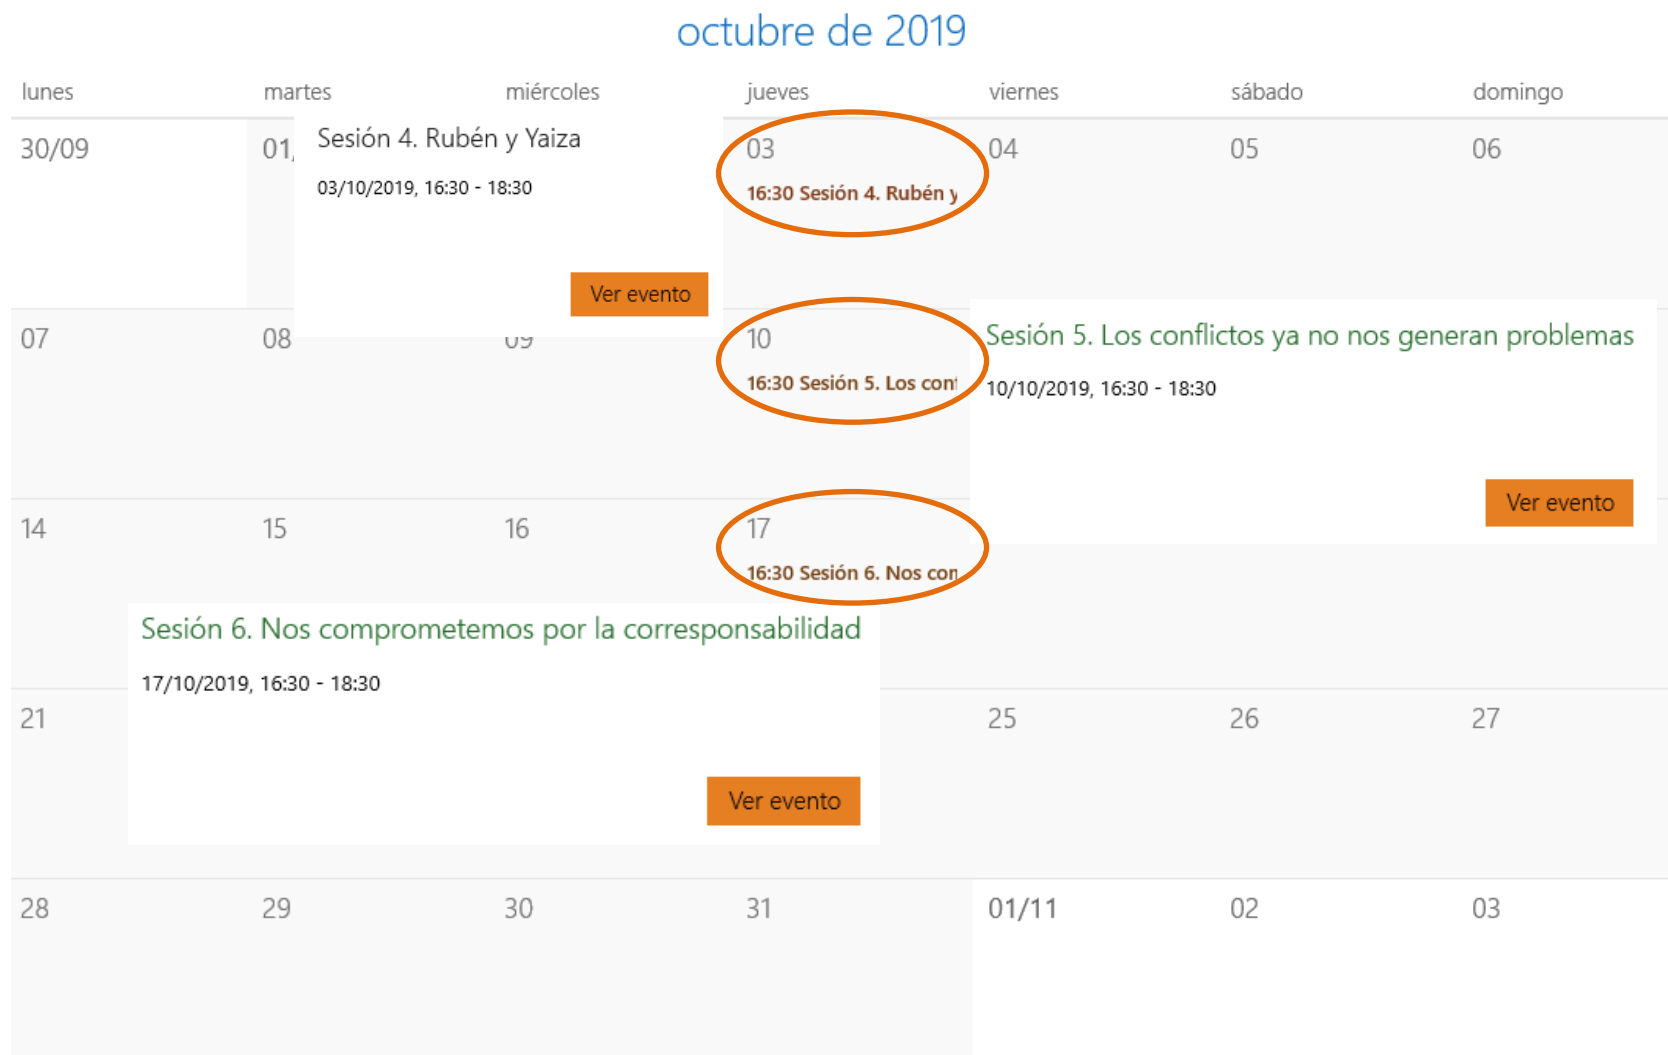 octubre de 2019
lunes martes miércoles jueves viernes sábado domingo
30/09 01/ 03 04 05 06
Sesión 4. Rubén y Yaiza
03/10/2019, 16:30 - 18:30
Ver evento
16:30 Sesión 4. Rubén y
07 08 09 10
16:30 Sesión 5. Los conf
Sesión 5. Los conflictos ya no nos generan problemas
10/10/2019, 16:30 - 18:30
Ver evento
14 15 16 17
16:30 Sesión 6. Nos com
Sesión 6. Nos comprometemos por la corresponsabilidad
17/10/2019, 16:30 - 18:30
Ver evento
21 25 26 27
28 29 30 31 01/11 02 03